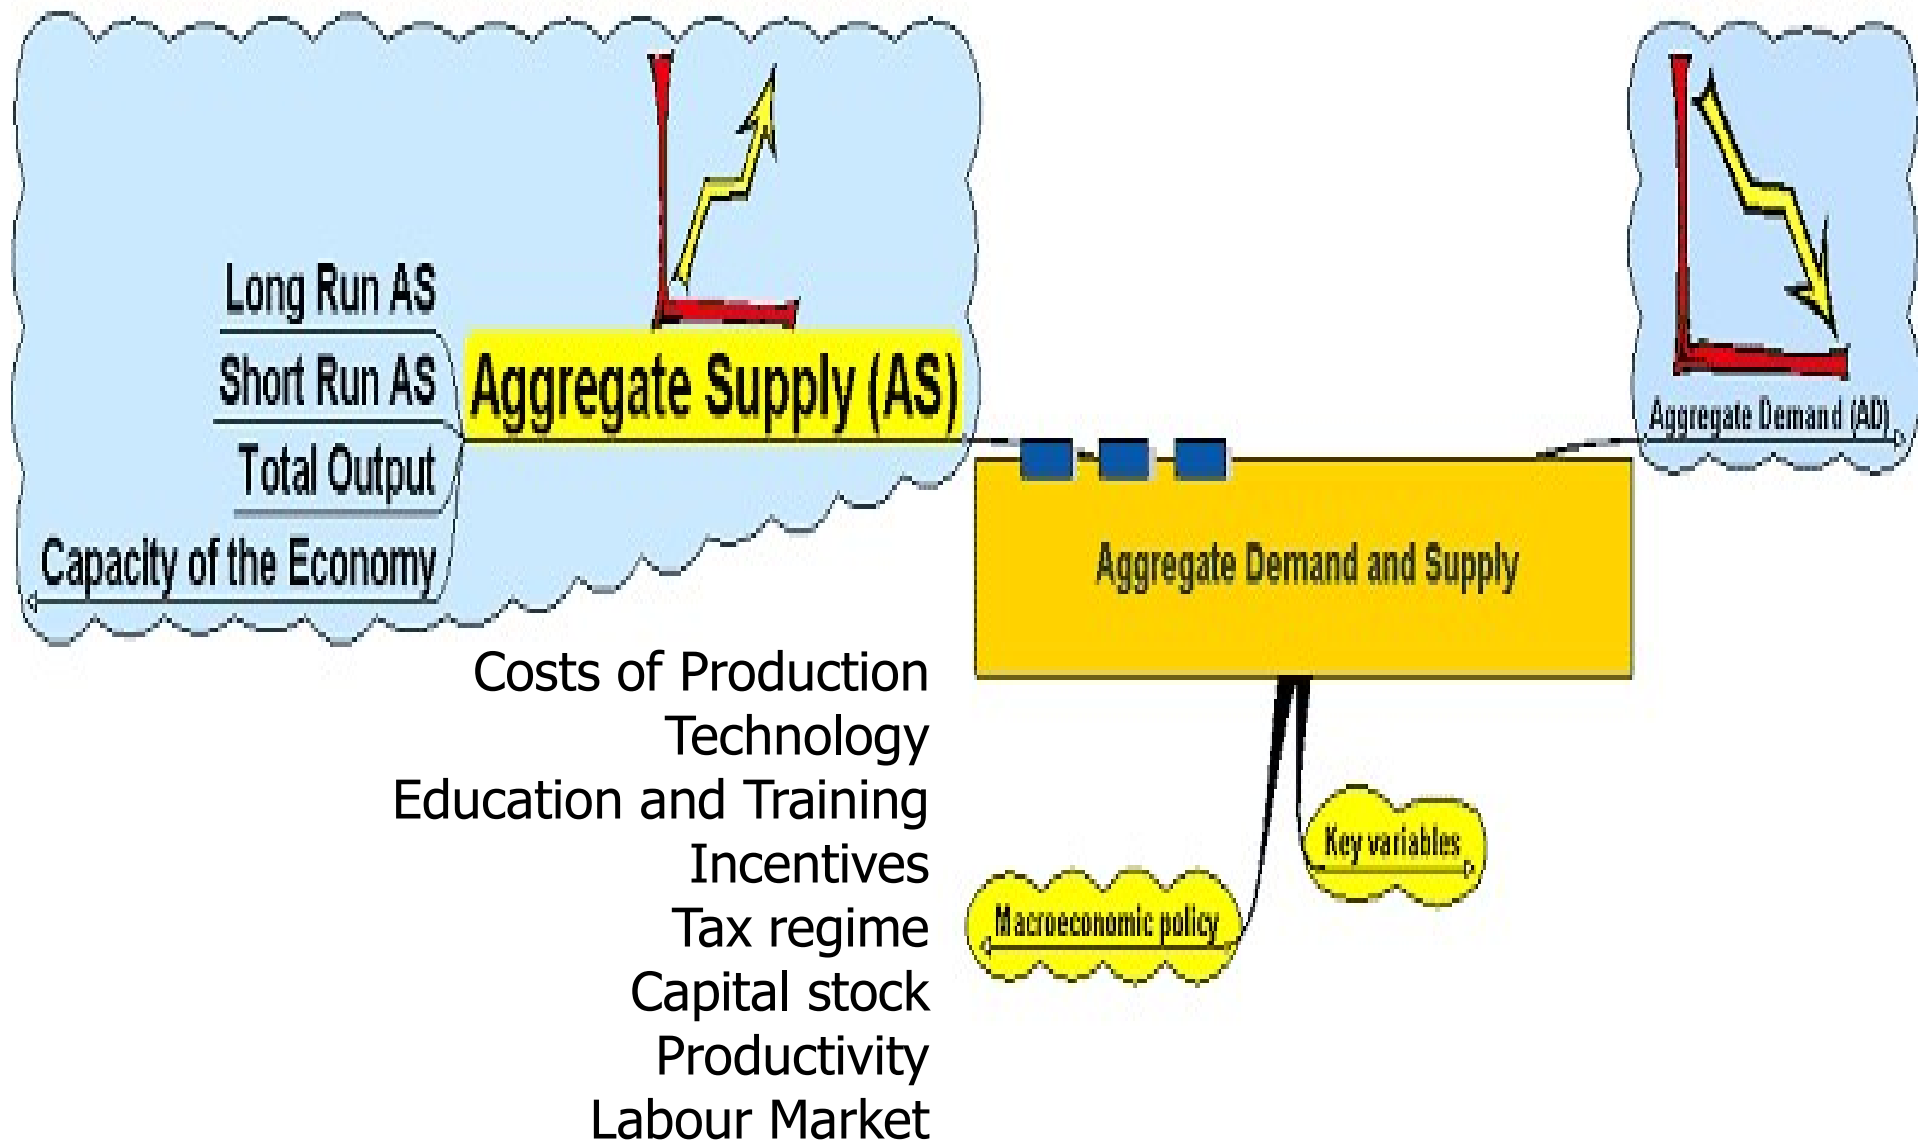 Long Run AS
Short Run AS
Total Output
Capacity of the Economy
Aggregate Supply (AS)
Aggregate Demand (AD)
Aggregate Demand and Supply
Costs of Production
Technology
Education and Training
Incentives
Tax regime
Capital stock
Productivity
Labour Market
Key variables
Macroeconomic policy